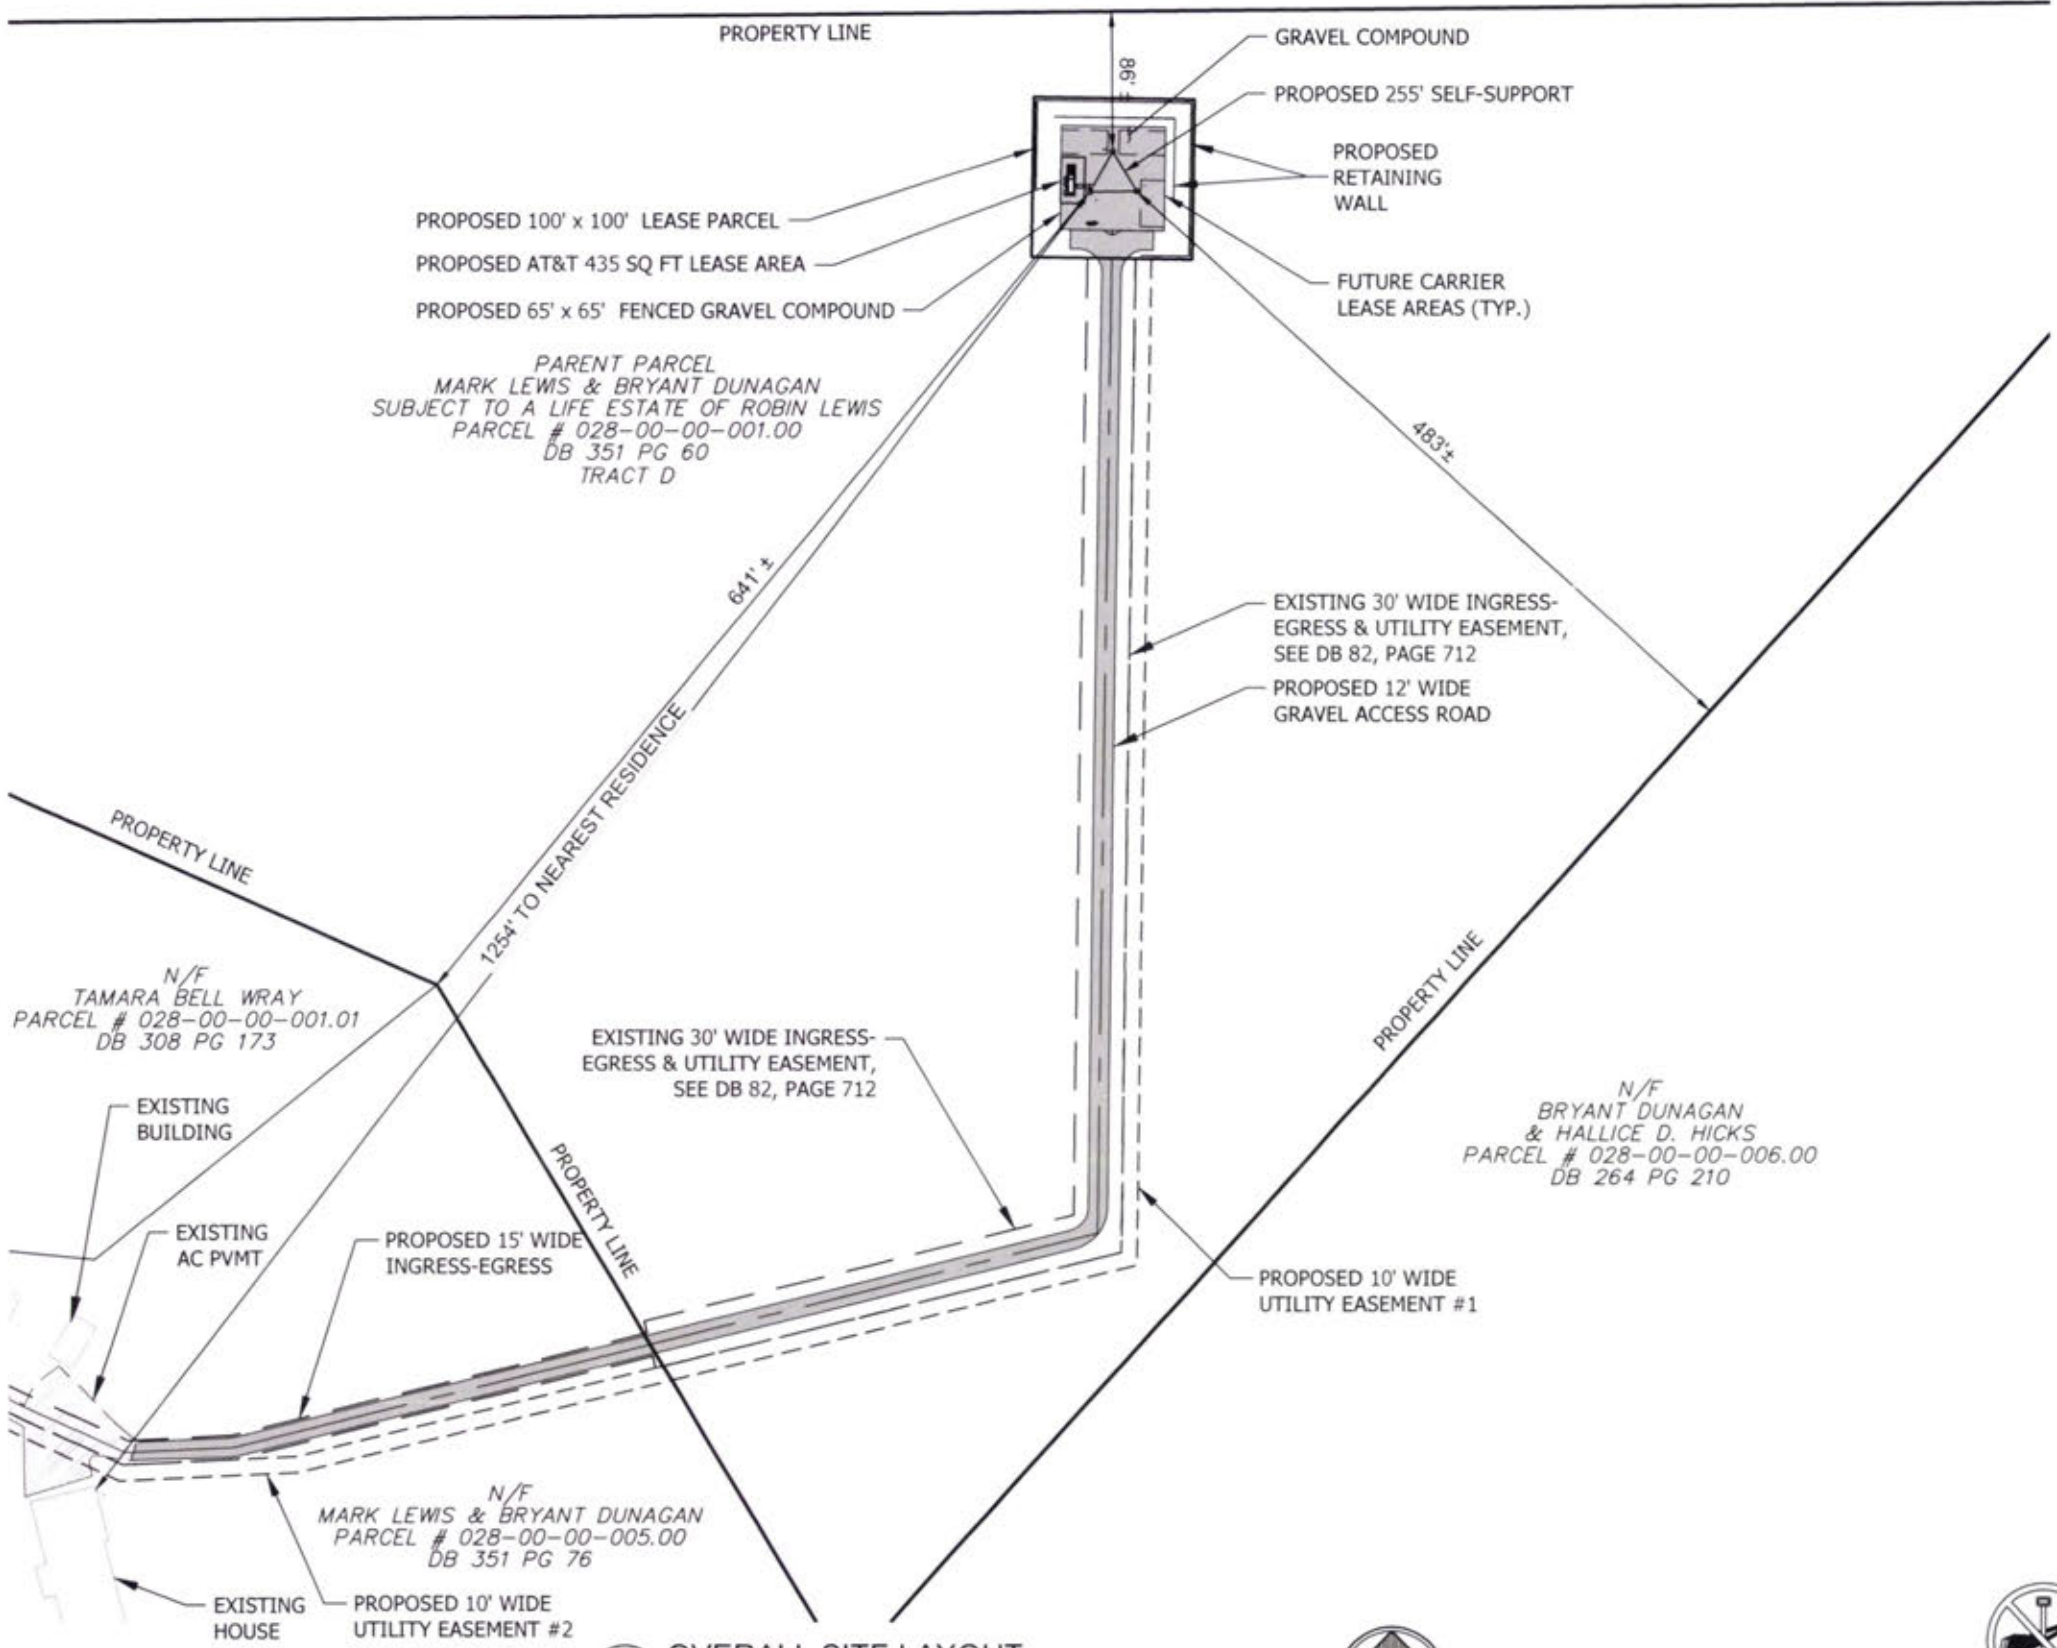 PROPERTY LINE
86' ±
GRAVEL COMPOUND
PROPOSED 255' SELF-SUPPORT
PROPOSED
RETAINING
WALL
PROPOSED 100' x 100' LEASE PARCEL
PROPOSED AT&T 435 SQ FT LEASE AREA
PROPOSED 65' x 65' FENCED GRAVEL COMPOUND
FUTURE CARRIER
LEASE AREAS (TYP.)
PARENT PARCEL
MARK LEWIS & BRYANT DUNAGAN
SUBJECT TO A LIFE ESTATE OF ROBIN LEWIS
PARCEL # 028-00-00-001.00
DB 351 PG 60
TRACT D
483'±
641' ±
EXISTING 30' WIDE INGRESS-
EGRESS & UTILITY EASEMENT,
SEE DB 82, PAGE 712
PROPOSED 12' WIDE
GRAVEL ACCESS ROAD
1254' TO NEAREST RESIDENCE
PROPERTY LINE
PROPERTY LINE
N/F
TAMARA BELL WRAY
PARCEL # 028-00-00-001.01
DB 308 PG 173
EXISTING 30' WIDE INGRESS-
EGRESS & UTILITY EASEMENT,
SEE DB 82, PAGE 712
N/F
BRYANT DUNAGAN
& HALLICE D. HICKS
PARCEL # 028-00-00-006.00
DB 264 PG 210
EXISTING
BUILDING
PROPERTY LINE
EXISTING
AC PVMT
PROPOSED 15' WIDE
INGRESS-EGRESS
PROPOSED 10' WIDE
UTILITY EASEMENT #1
N/F
MARK LEWIS & BRYANT DUNAGAN
PARCEL # 028-00-00-005.00
DB 351 PG 76
EXISTING
HOUSE
PROPOSED 10' WIDE
UTILITY EASEMENT #2
OVERALL SITE LAYOUT